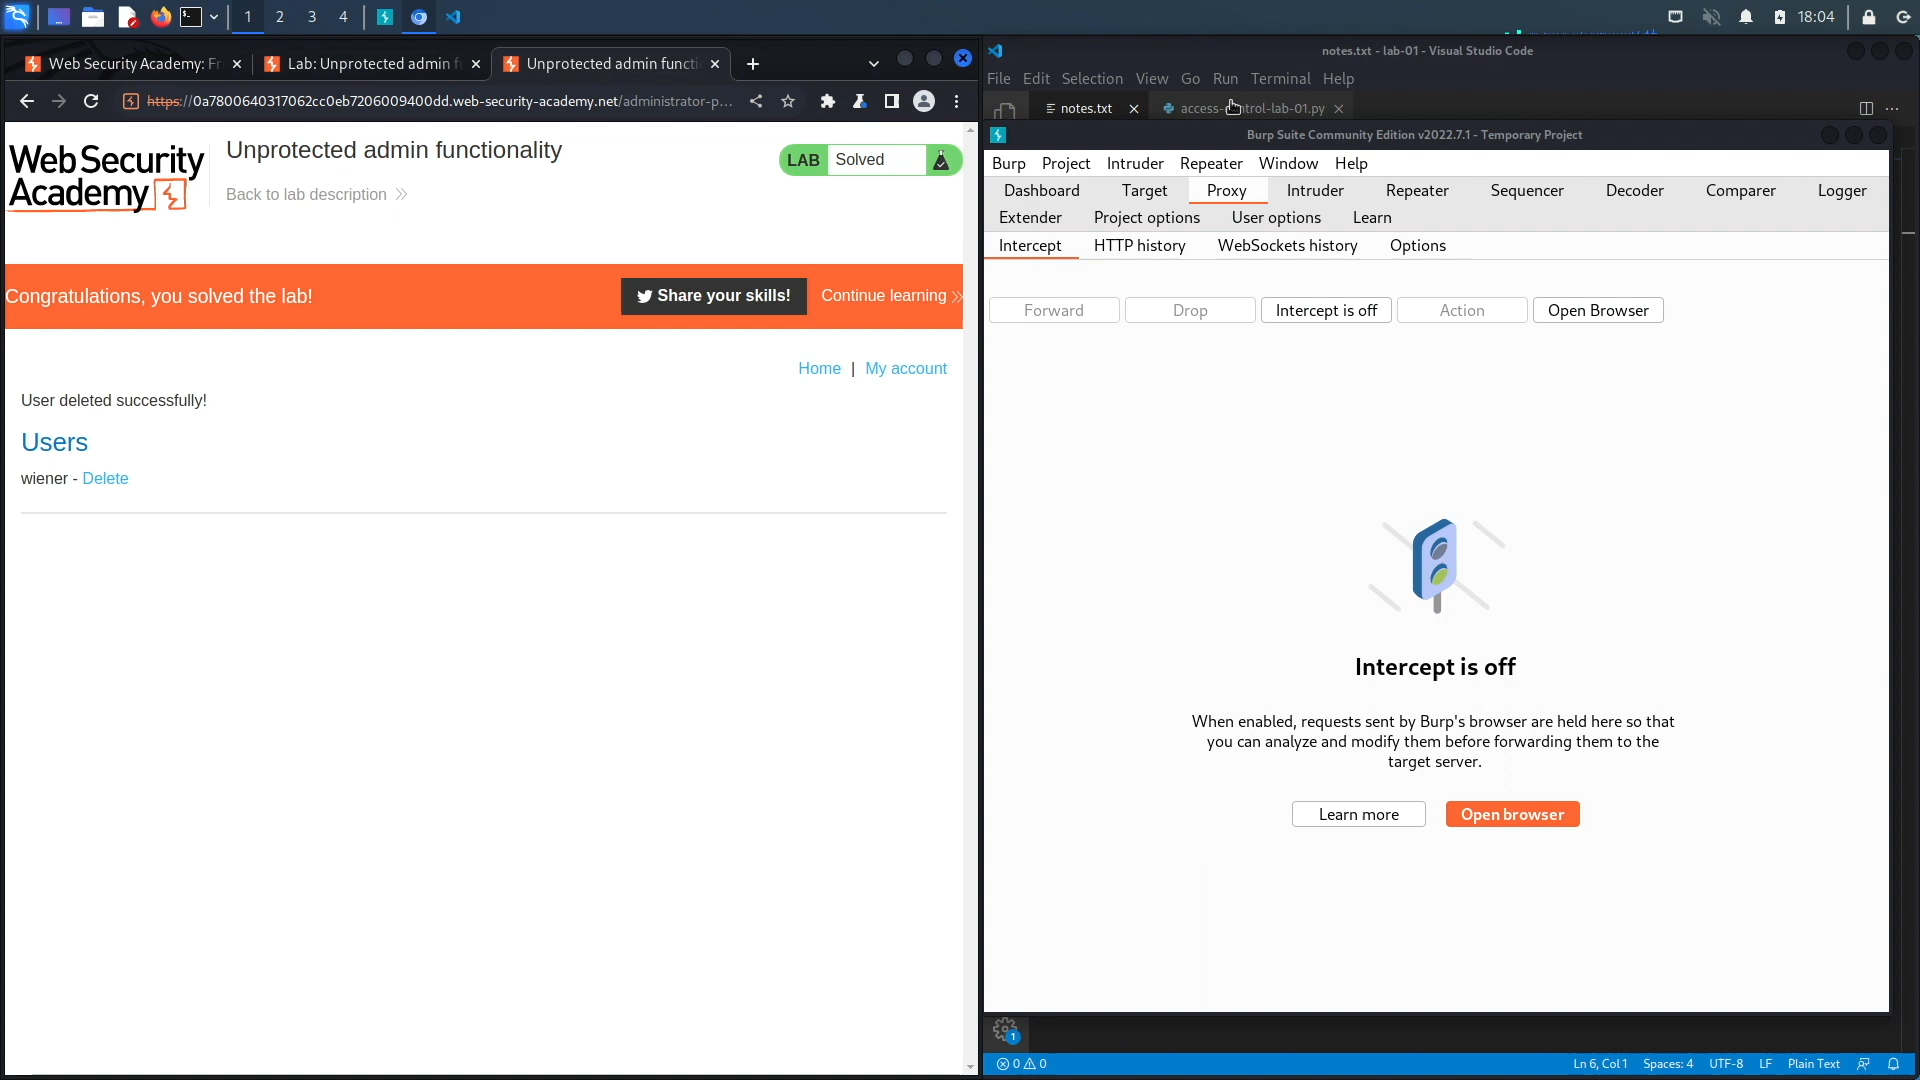 1 2 3 4
18:04
Web Security Academy: Fr
Lab: Unprotected admin f
Unprotected admin functi
https://0a7800640317062cc0eb7206009400dd.web-security-academy.net/administrator-p...
Web Security
Academy
Unprotected admin functionality
Back to lab description
LAB Solved
Congratulations, you solved the lab!
Share your skills!
Continue learning
Home | My account
User deleted successfully!
Users
wiener - Delete
notes.txt - lab-01 - Visual Studio Code
File Edit Selection View Go Run Terminal Help
notes.txt
access-control-lab-01.py
Burp Suite Community Edition v2022.7.1 - Temporary Project
Burp Project Intruder Repeater Window Help
Dashboard Target Proxy Intruder Repeater Sequencer Decoder Comparer Logger
Extender Project options User options Learn
Intercept HTTP history WebSockets history Options
Forward Drop Intercept is off Action Open Browser
Intercept is off
When enabled, requests sent by Burp's browser are held here so that
you can analyze and modify them before forwarding them to the
target server.
Learn more Open browser
1
0 0
Ln 6, Col 1 Spaces: 4 UTF-8 LF Plain Text